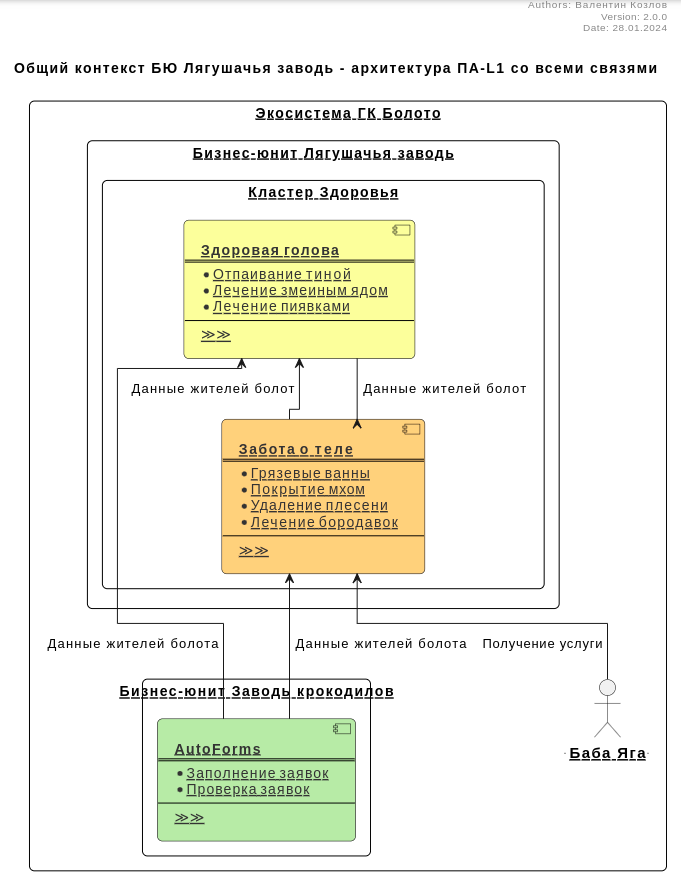 Authors: Валентин Козлов
Version: 2.0.0
Date: 28.01.2024
Общий контекст БЮ Лягушачья заводь - архитектура ПА-L1 со всеми связями
Экосистема ГК Болото
Бизнес-юнит Лягушачья заводь
Кластер Здоровья
Здоровая голова
Отпаивание тиной
Лечение змеиным ядом
Лечение пиявками
≫≫
Данные жителей болот
Данные жителей болот
Забота о теле
Грязевые ванны
Покрытие мхом
Удаление плесени
Лечение бородавок
≫≫
Данные жителей болота
Данные жителей болота
Получение услуги
Бизнес-юнит Заводь крокодилов
AutoForms
Заполнение заявок
Проверка заявок
≫≫
Баба Яга